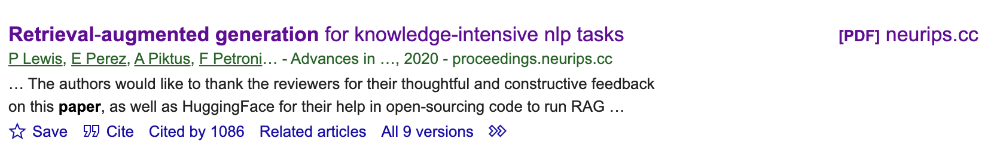 Retrieval-augmented generation for knowledge-intensive nlp tasks [PDF] neurips.cc
P Lewis, E Perez, A Piktus, F Petroni… - Advances in …, 2020 - proceedings.neurips.cc
… The authors would like to thank the reviewers for their thoughtful and constructive feedback
on this paper, as well as HuggingFace for their help in open-sourcing code to run RAG …
Save Cite Cited by 1086 Related articles All 9 versions